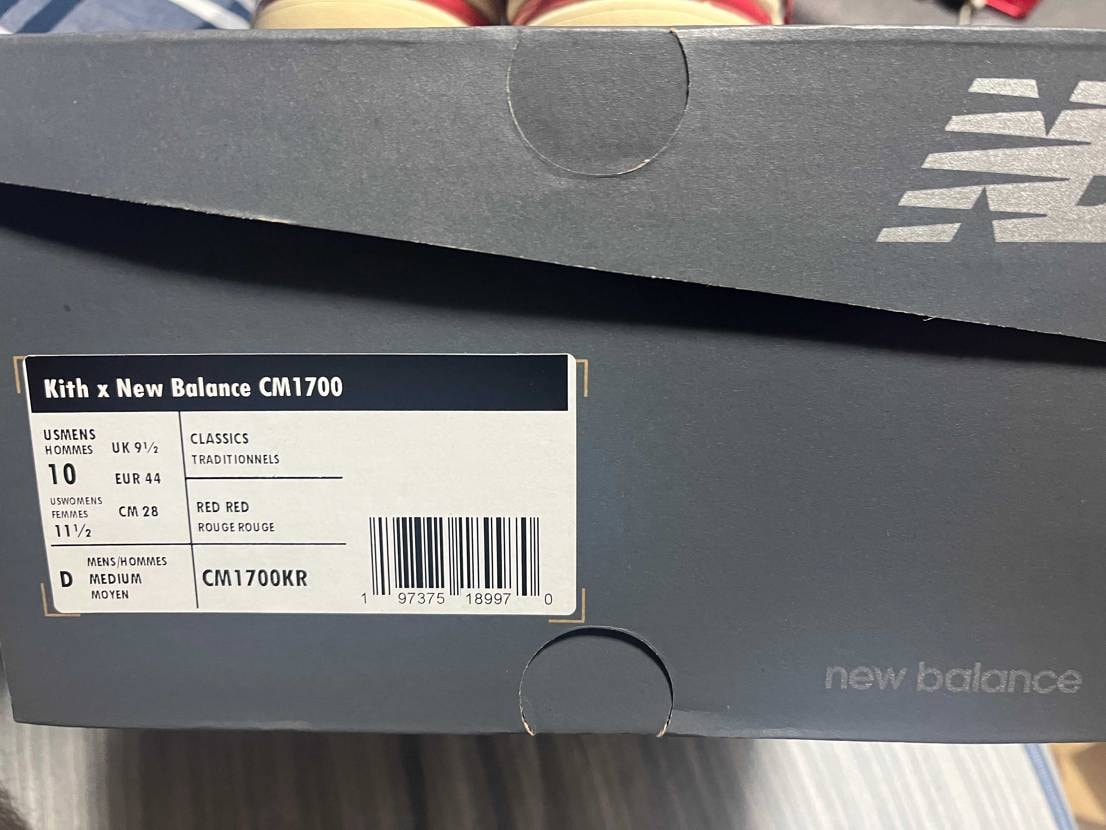 Kith x New Balance CM1700
USMENS
HOMMES
10
UK 9½
EUR 44
USWOMENS
FEMMES
11½
CM 28
CLASSICS
TRADITIONNELS
RED RED
ROUGE ROUGE
D
MENS/HOMMES
MEDIUM
MOYEN
CM1700KR
1 97375 18997 0
new balance